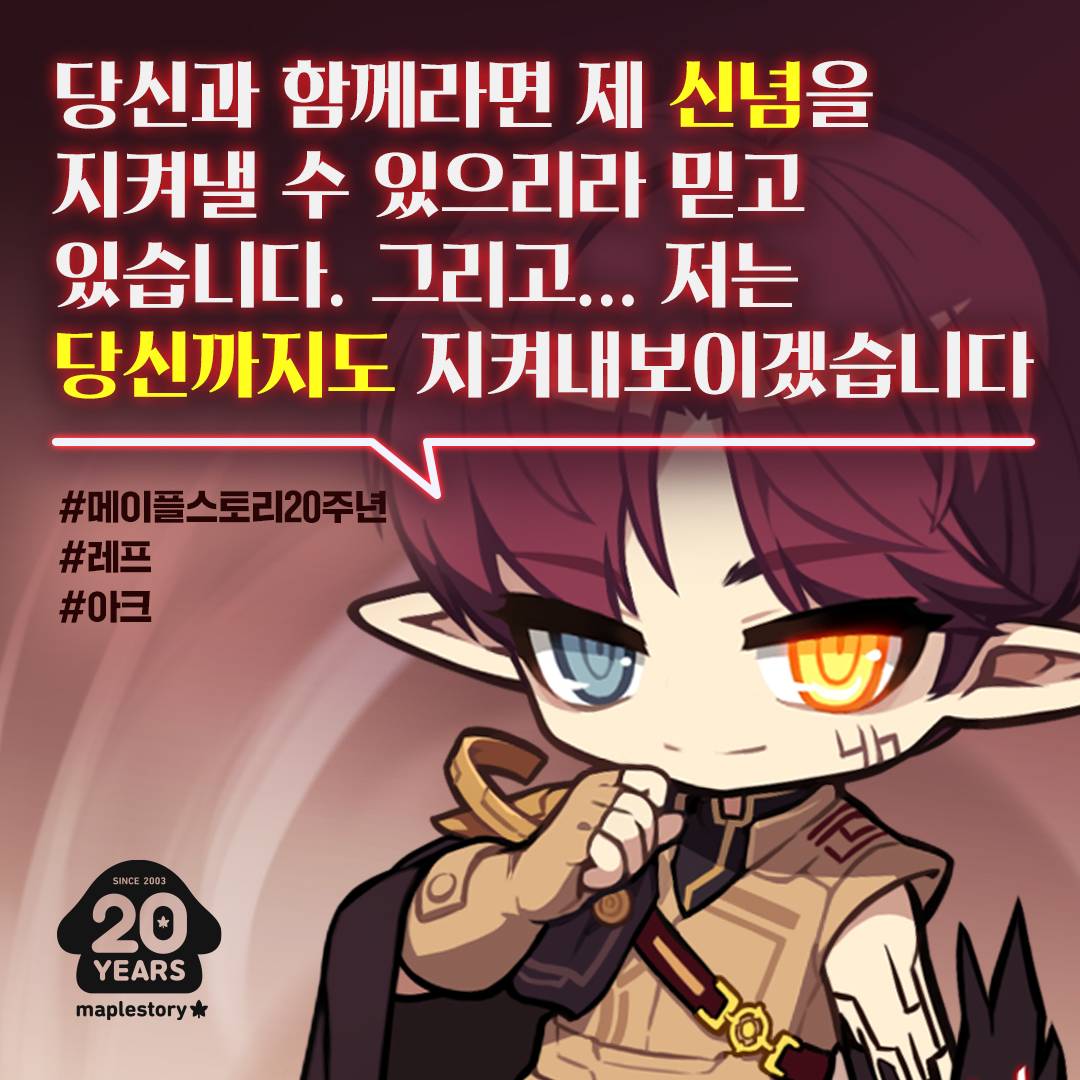 당신과 함께라면 제 신념을
지켜낼 수 있으리라 믿고
있습니다. 그리고... 저는
당신까지도 지켜내보이겠습니다
#메이플스토리20주년
#레프
#아크
SINCE 2003
20
YEARS
maplestory